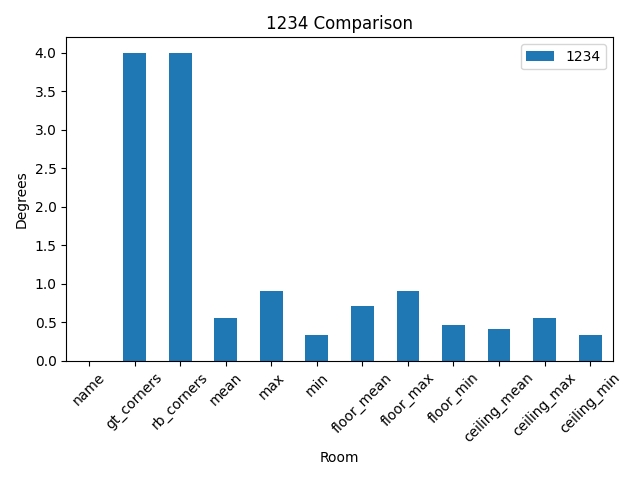 1234 Comparison
1234
4.0
3.5
3.0
2.5
2.0
1.5
1.0
0.5
0.0
Degrees
name
gt_corners
rb_corners
mean
max
min
floor_mean
floor_max
floor_min
ceiling_mean
ceiling_max
ceiling_min
Room